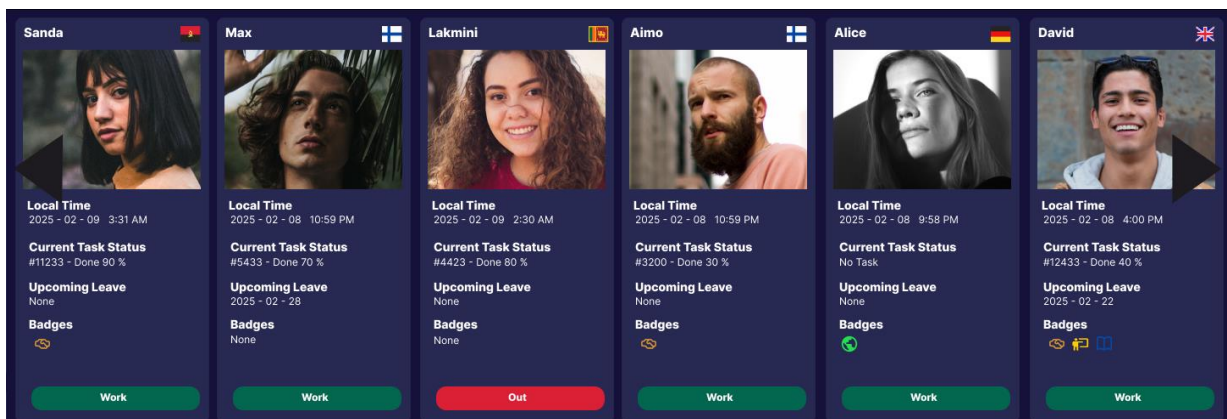 Sanda
Local Time
2025 - 02 - 09 3:31 AM
Current Task Status
#11233 - Done 90 %
Upcoming Leave
None
Badges
Work
Max
Local Time
2025 - 02 - 08 10:59 PM
Current Task Status
#5433 - Done 70 %
Upcoming Leave
2025 - 02 - 28
Badges
None
Work
Lakmini
Local Time
2025 - 02 - 09 2:30 AM
Current Task Status
#4423 - Done 80 %
Upcoming Leave
None
Badges
None
Out
Aimo
Local Time
2025 - 02 - 08 10:59 PM
Current Task Status
#3200 - Done 30 %
Upcoming Leave
None
Badges
Work
Alice
Local Time
2025 - 02 - 08 9:58 PM
Current Task Status
No Task
Upcoming Leave
None
Badges
Work
David
Local Time
2025 - 02 - 08 4:00 PM
Current Task Status
#12433 - Done 40 %
Upcoming Leave
2025 - 02 - 22
Badges
Work